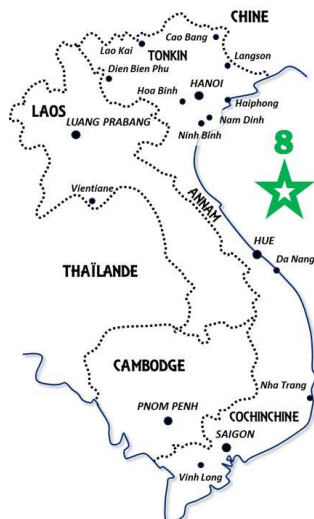 CHINE
Cao Bang
Lao Kai
TONKIN
Langson
Dien Bien Phu
HANOI
Hoa Binh
Haiphong
LAOS
Nam Dinh
LUANG PRABANG
Ninh Binh
8
Vientiane
ANNAM
HUE
THAÏLANDE
Da Nang
CAMBODGE
Nha Trang
PNOM PENH
COCHINCHINE
SAIGON
Vinh Long